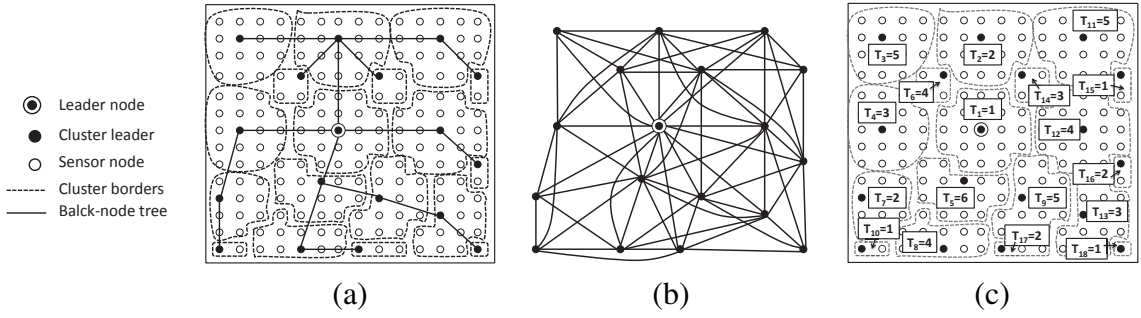 Leader node
Cluster leader
Sensor node
Cluster borders
Balck-node tree
T₃=5
T₂=2
T₁₁=5
T₆=4
T₁₄=3
T₁₅=1
T₄=3
T₁=1
T₁₂=4
T₁₆=2
T₇=2
T₅=6
T₉=5
T₁₃=3
T₁₀=1
T₈=4
T₁₇=2
T₁₈=1
(a)
(b)
(c)